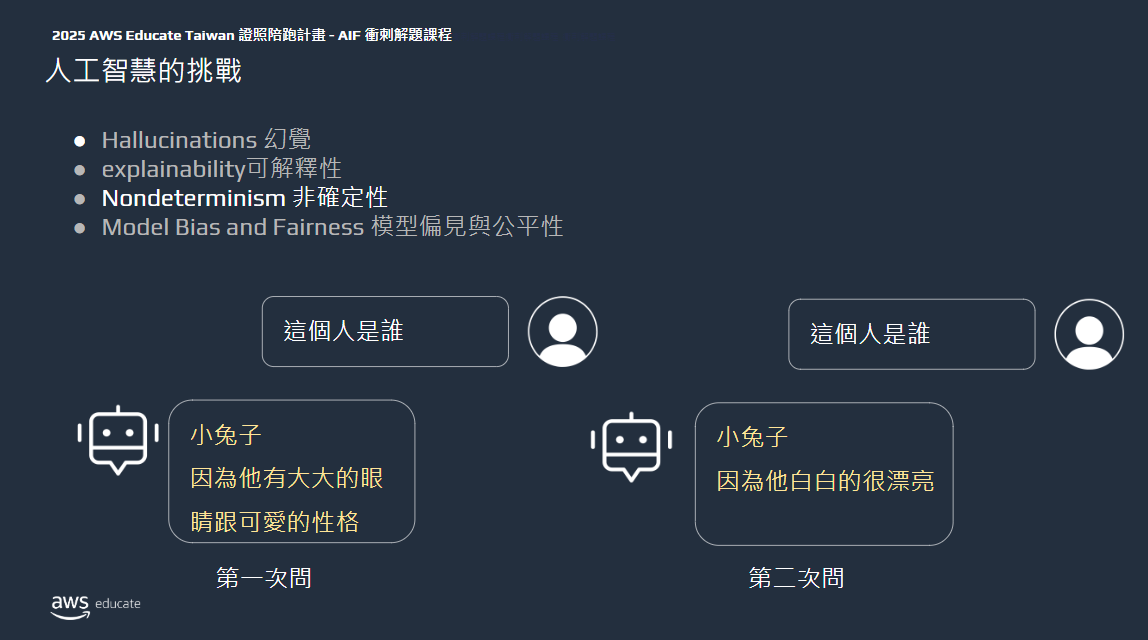 2025 AWS Educate Taiwan 證照陪跑計畫 - AIF 衝刺解題課程
人工智慧的挑戰
Hallucinations 幻覺
explainability可解釋性
Nondeterminism 非確定性
Model Bias and Fairness 模型偏見與公平性
這個人是誰
小兔子
因為他有大大的眼
睛跟可愛的性格
第一次問
這個人是誰
小兔子
因為他白白的很漂亮
第二次問
aws educate